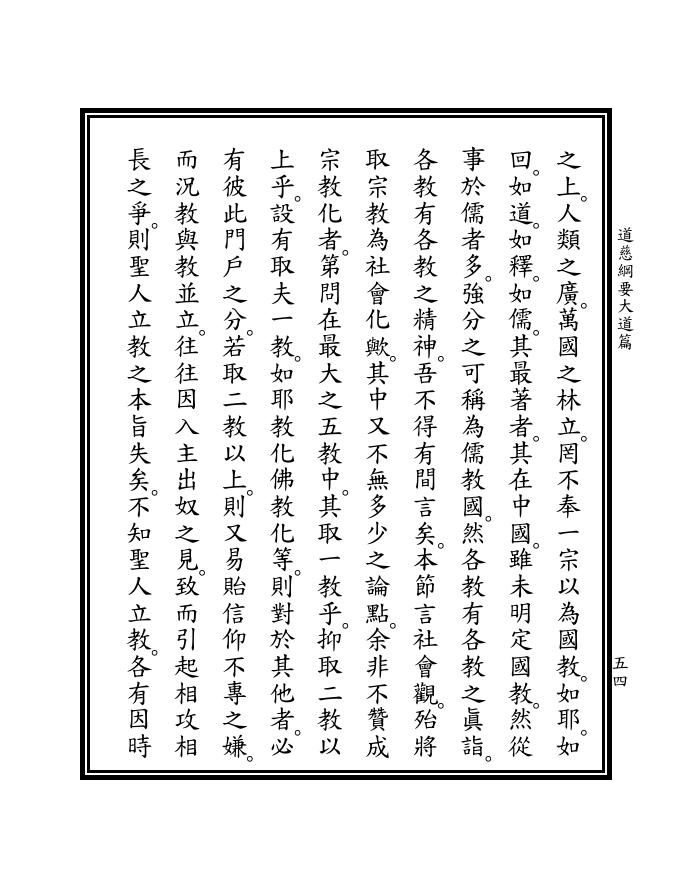 道慈綱要大道篇
五四
之上。人類之廣。萬國之林立。罔不奉一宗以為國教。如耶。如
回。如道。如釋。如儒。其最著者。其在中國。雖未明定國教。然從
事於儒者多。強分之可稱為儒教國。然各教有各教之眞詣。
各教有各教之精神。吾不得有間言矣。本節言社會觀。殆將
取宗教為社會化歟。其中又不無多少之論點。余非不贊成
宗教化者。第問在最大之五教中。其取一教乎。抑取二教以
上乎。設有取夫一教。如耶教化佛教化等。則對於其他者。必
有彼此門戶之分。若取二教以上。則又易貽信仰不專之嫌。
而況教與教並立。往往因入主出奴之見。致而引起相攻相
長之爭。則聖人立教之本旨失矣。不知聖人立教。各有因時